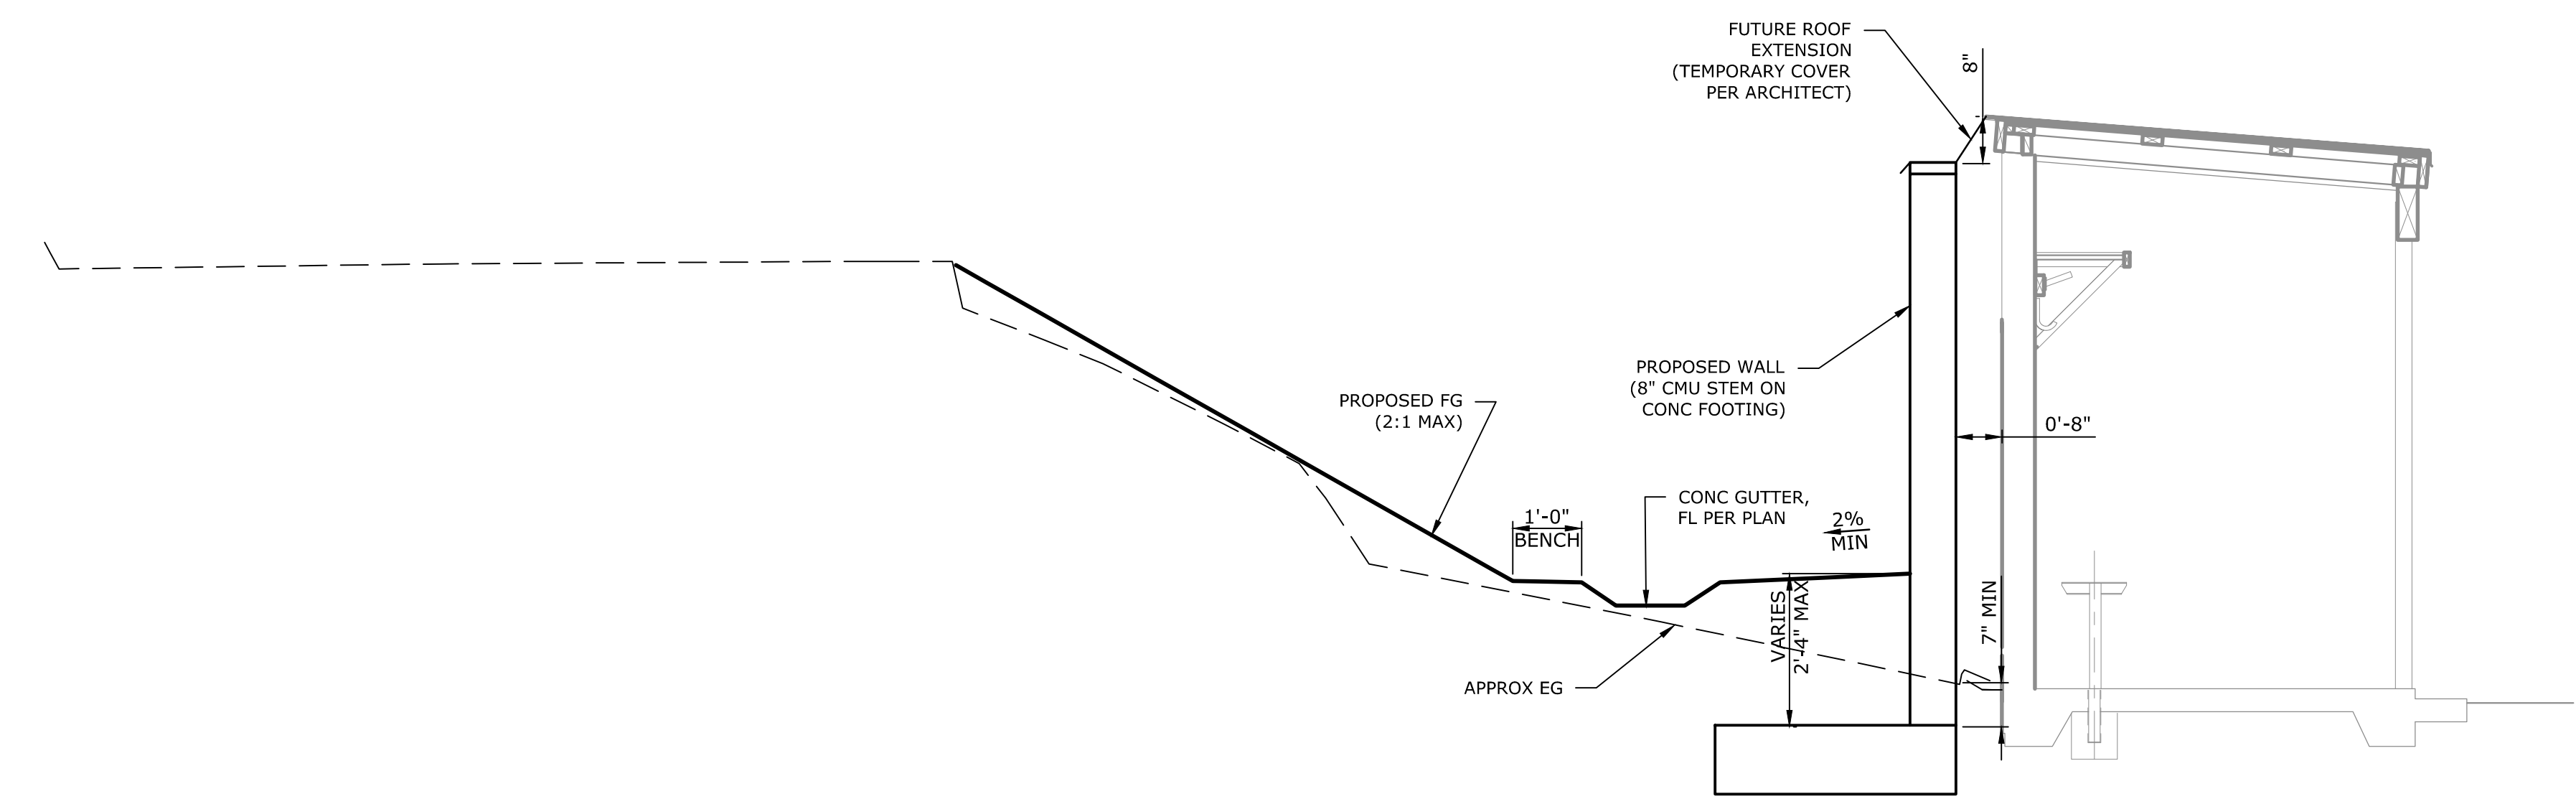 FUTURE ROOF
EXTENSION
(TEMPORARY COVER
PER ARCHITECT)
8"
PROPOSED WALL
(8" CMU STEM ON
CONC FOOTING)
PROPOSED FG
(2:1 MAX)
0'-8"
CONC GUTTER,
FL PER PLAN
1'-0"
BENCH
2%
MIN
VARIES
2'-4" MAX
7" MIN
APPROX EG